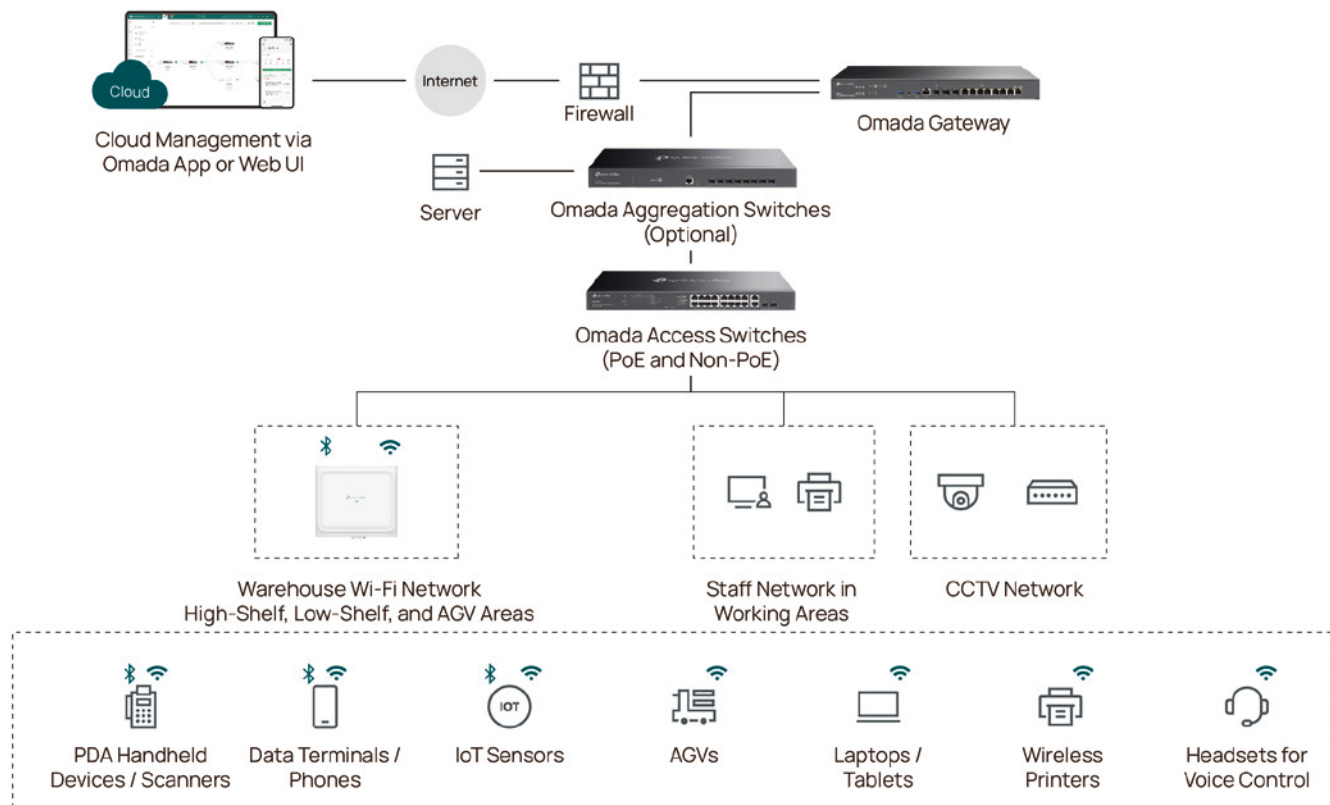 Cloud
Internet
Firewall
Omada Gateway
Cloud Management via
Omada App or Web UI
Server
Omada Aggregation Switches
(Optional)
Omada Access Switches
(PoE and Non-PoE)
Warehouse Wi-Fi Network
High-Shelf, Low-Shelf, and AGV Areas
Staff Network in
Working Areas
CCTV Network
IOT
PDA Handheld
Devices / Scanners
Data Terminals /
Phones
IoT Sensors
AGVs
Laptops /
Tablets
Wireless
Printers
Headsets for
Voice Control